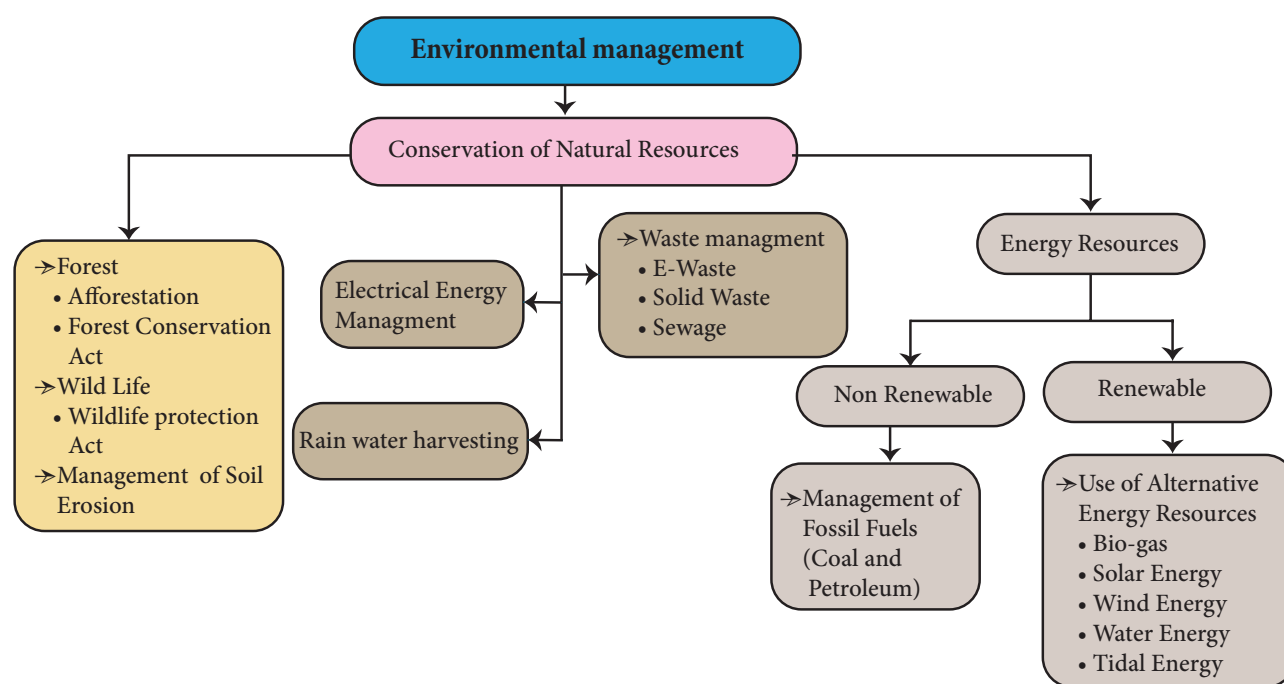 Environmental management
Conservation of Natural Resources
➔Forest
• Afforestation
• Forest Conservation
Act
➔Wild Life
• Wildlife protection
Act
➔Management of Soil
Erosion
Electrical Energy
Managment
Rain water harvesting
➔Waste managment
• E-Waste
• Solid Waste
• Sewage
Energy Resources
Non Renewable
➔Management of
Fossil Fuels
(Coal and
Petroleum)
Renewable
➔Use of Alternative
Energy Resources
• Bio-gas
• Solar Energy
• Wind Energy
• Water Energy
• Tidal Energy